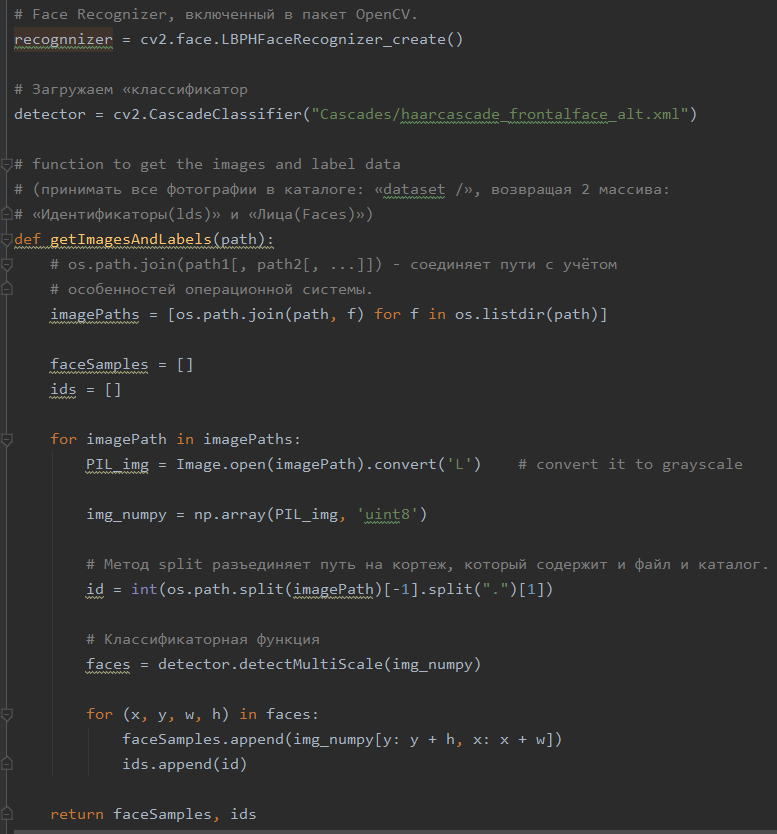 # Face Recognizer, включенный в пакет OpenCV.
recognnizer = cv2.face.LBPHFaceRecognizer_create()
# Загружаем «классификатор
detector = cv2.CascadeClassifier("Cascades/haarcascade_frontalface_alt.xml")
# function to get the images and label data
# (принимать все фотографии в каталоге: «dataset /», возвращая 2 массива:
# «Идентификаторы(lds)» и «Лица(Faces)»)
def getImagesAndLabels(path):
    # os.path.join(path1[, path2[, ...]]) - соединяет пути с учётом
    # особенностей операционной системы.
    imagePaths = [os.path.join(path, f) for f in os.listdir(path)]
    faceSamples = []
    ids = []
    for imagePath in imagePaths:
        PIL_img = Image.open(imagePath).convert('L')    # convert it to grayscale
        img_numpy = np.array(PIL_img, 'uint8')
        # Метод split разъединяет путь на кортеж, который содержит и файл и каталог.
        id = int(os.path.split(imagePath)[-1].split(".")[1])
        # Классификаторная функция
        faces = detector.detectMultiScale(img_numpy)
        for (x, y, w, h) in faces:
            faceSamples.append(img_numpy[y: y + h, x: x + w])
            ids.append(id)
    return faceSamples, ids